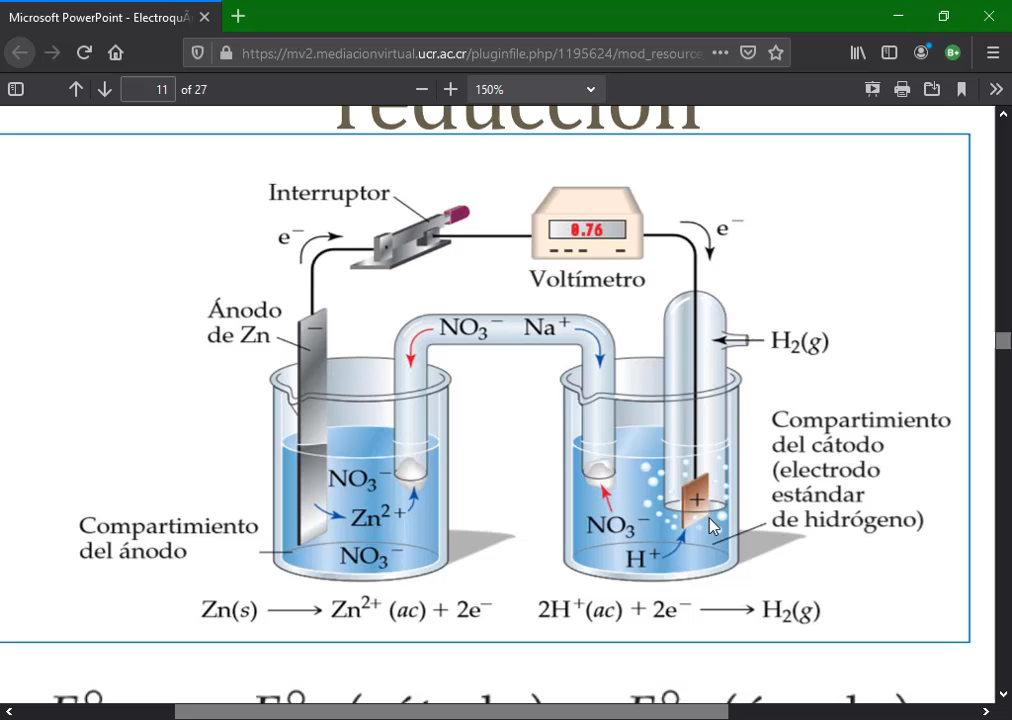 Microsoft PowerPoint - ElectroquÃ
https://mv2.mediacionvirtual.ucr.ac.cr/pluginfile.php/1195624/mod_resource
B+
11 of 27
150%
reducción
Interruptor
e⁻
0.76
e⁻
Voltímetro
Ánodo
de Zn
NO₃⁻ Na⁺
H₂(g)
Compartimiento
del cátodo
(electrodo
estándar
de hidrógeno)
NO₃⁻
Zn²⁺
NO₃⁻
Compartimiento
del ánodo
NO₃⁻
H⁺
−
+
Zn(s) ⟶ Zn²⁺ (ac) + 2e⁻ 2H⁺(ac) + 2e⁻ ⟶ H₂(g)